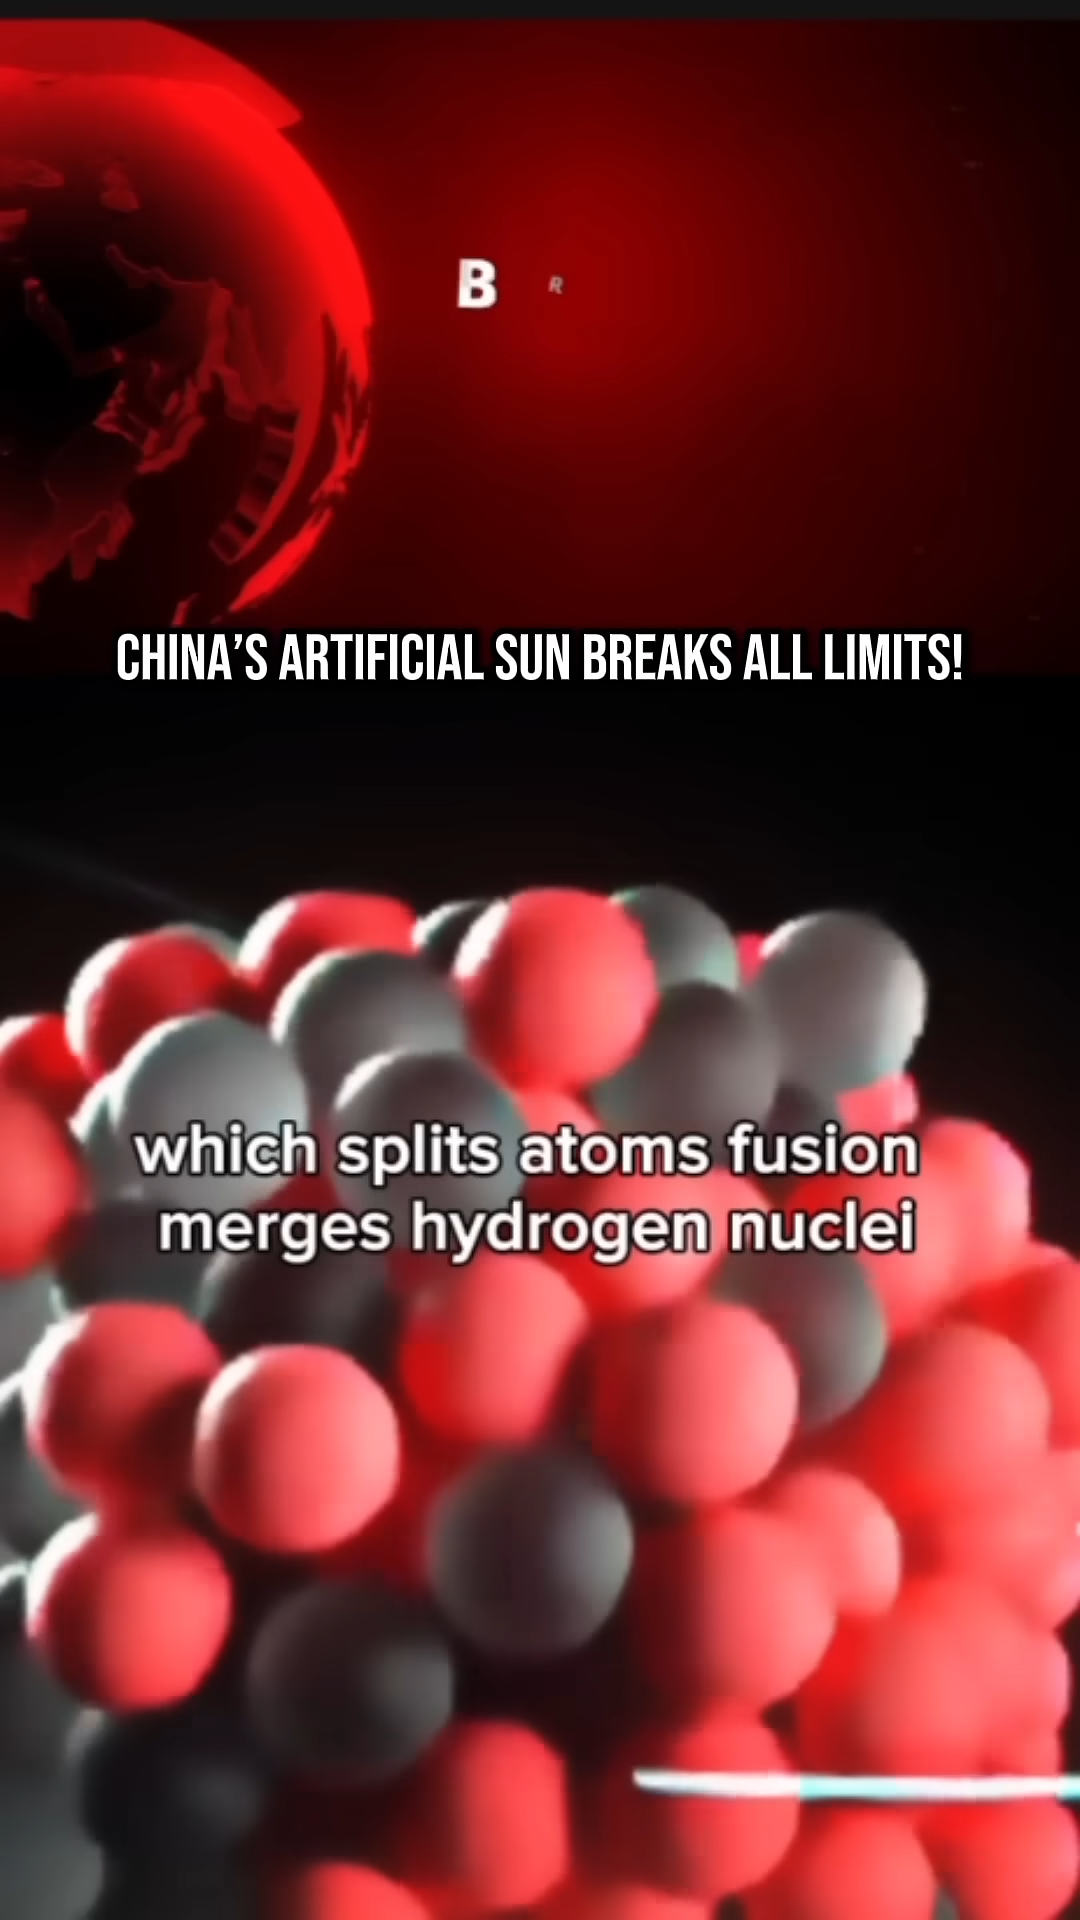 B R
CHINA’S ARTIFICIAL SUN BREAKS ALL LIMITS!
which splits atoms fusion
merges hydrogen nuclei